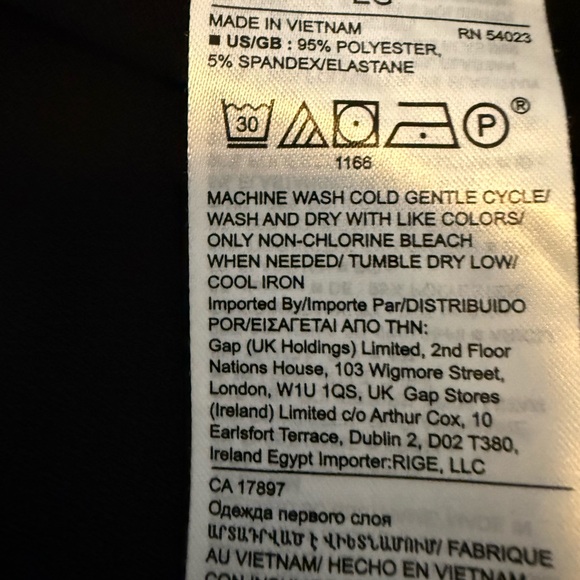 MADE IN VIETNAM RN 54023
■ US/GB : 95% POLYESTER,
5% SPANDEX/ELASTANE
30 P ®
1166
MACHINE WASH COLD GENTLE CYCLE/
WASH AND DRY WITH LIKE COLORS/
ONLY NON-CHLORINE BLEACH
WHEN NEEDED/ TUMBLE DRY LOW/
COOL IRON
Imported By/Importe Par/DISTRIBUIDO
POR/ΕΙΣΑΓΕΤΑΙ ΑΠΟ ΤΗΝ:
Gap (UK Holdings) Limited, 2nd Floor
Nations House, 103 Wigmore Street,
London, W1U 1QS, UK Gap Stores
(Ireland) Limited c/o Arthur Cox, 10
Earlsfort Terrace, Dublin 2, D02 T380,
Ireland Egypt Importer:RIGE, LLC
CA 17897
Одежда первого слоя
ԱՐՏԱԴՐՎԱԾ Է ՎԻԵՏՆԱՄՈՒՄ/ FABRIQUE
AU VIETNAM/ HECHO EN VIETNAM